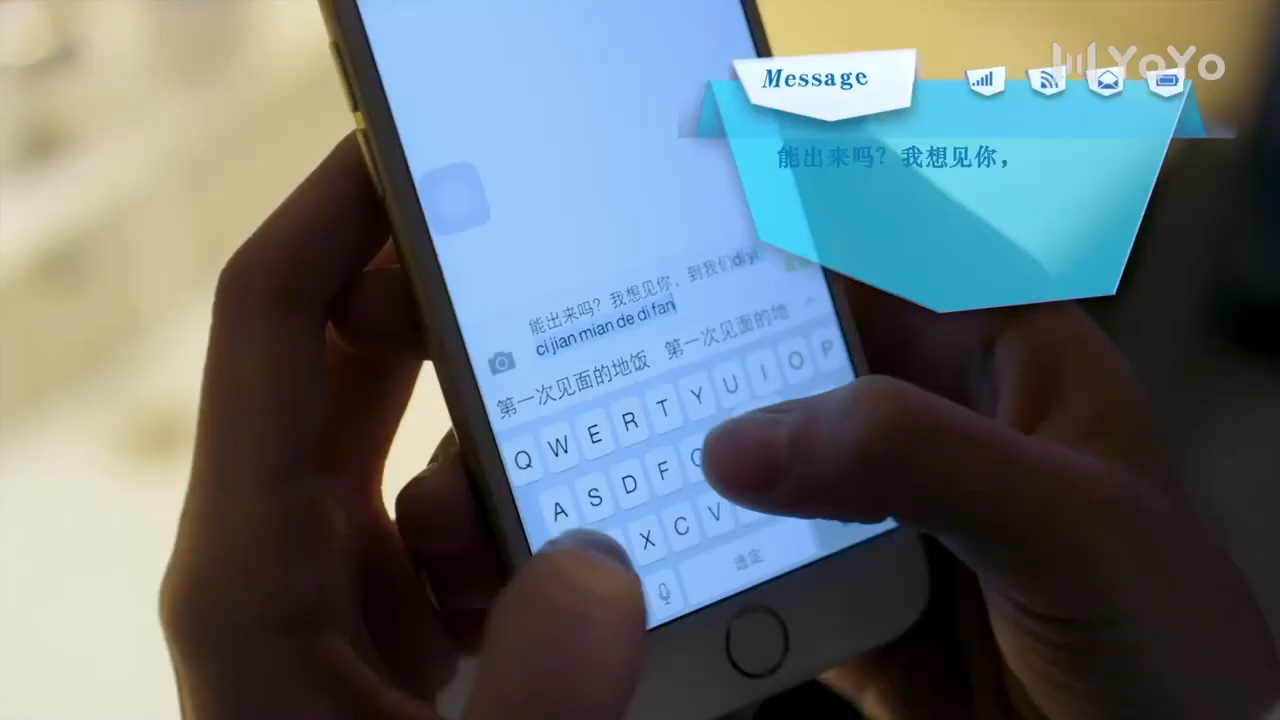 YoYo
Message
能出来吗？我想见你，
能出来吗？我想见你，到我们di yi
ci jian mian de di fan
第一次见面的地饭 第一次见面的地
Q W E R T Y U I O P
A S D F
X C V
选定